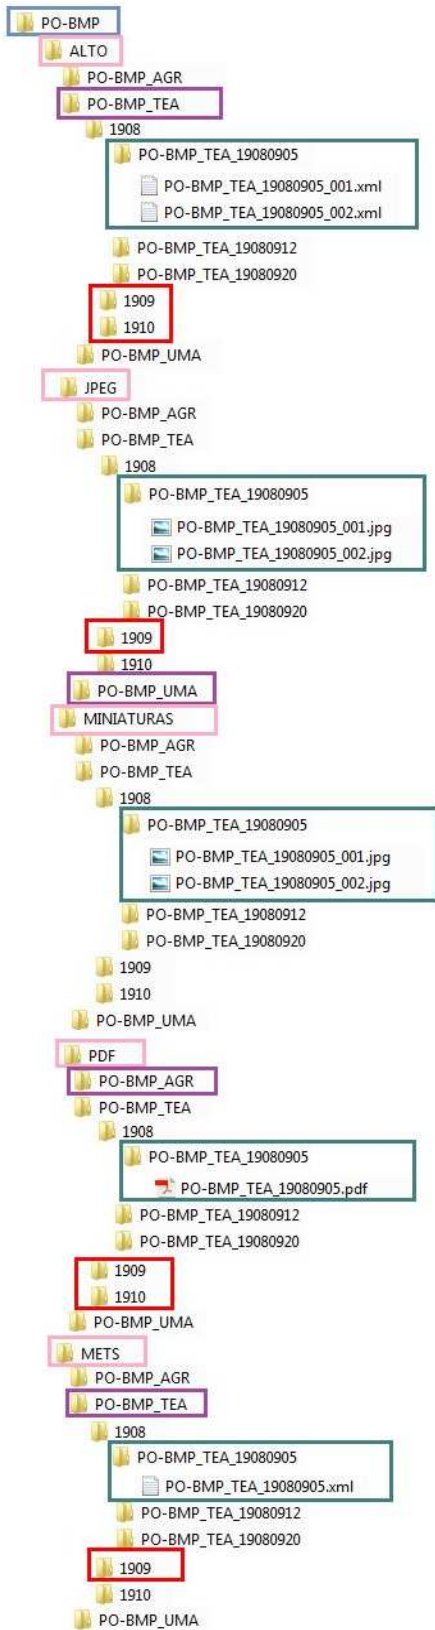 PO-BMP
ALTO
PO-BMP_AGR
PO-BMP_TEA
1908
PO-BMP_TEA_19080905
PO-BMP_TEA_19080905_001.xml
PO-BMP_TEA_19080905_002.xml
PO-BMP_TEA_19080912
PO-BMP_TEA_19080920
1909
1910
PO-BMP_UMA
JPEG
PO-BMP_AGR
PO-BMP_TEA
1908
PO-BMP_TEA_19080905
PO-BMP_TEA_19080905_001.jpg
PO-BMP_TEA_19080905_002.jpg
PO-BMP_TEA_19080912
PO-BMP_TEA_19080920
1909
1910
PO-BMP_UMA
MINIATURAS
PO-BMP_AGR
PO-BMP_TEA
1908
PO-BMP_TEA_19080905
PO-BMP_TEA_19080905_001.jpg
PO-BMP_TEA_19080905_002.jpg
PO-BMP_TEA_19080912
PO-BMP_TEA_19080920
1909
1910
PO-BMP_UMA
PDF
PO-BMP_AGR
PO-BMP_TEA
1908
PO-BMP_TEA_19080905
PO-BMP_TEA_19080905.pdf
PO-BMP_TEA_19080912
PO-BMP_TEA_19080920
1909
1910
PO-BMP_UMA
METS
PO-BMP_AGR
PO-BMP_TEA
1908
PO-BMP_TEA_19080905
PO-BMP_TEA_19080905.xml
PO-BMP_TEA_19080912
PO-BMP_TEA_19080920
1909
1910
PO-BMP_UMA